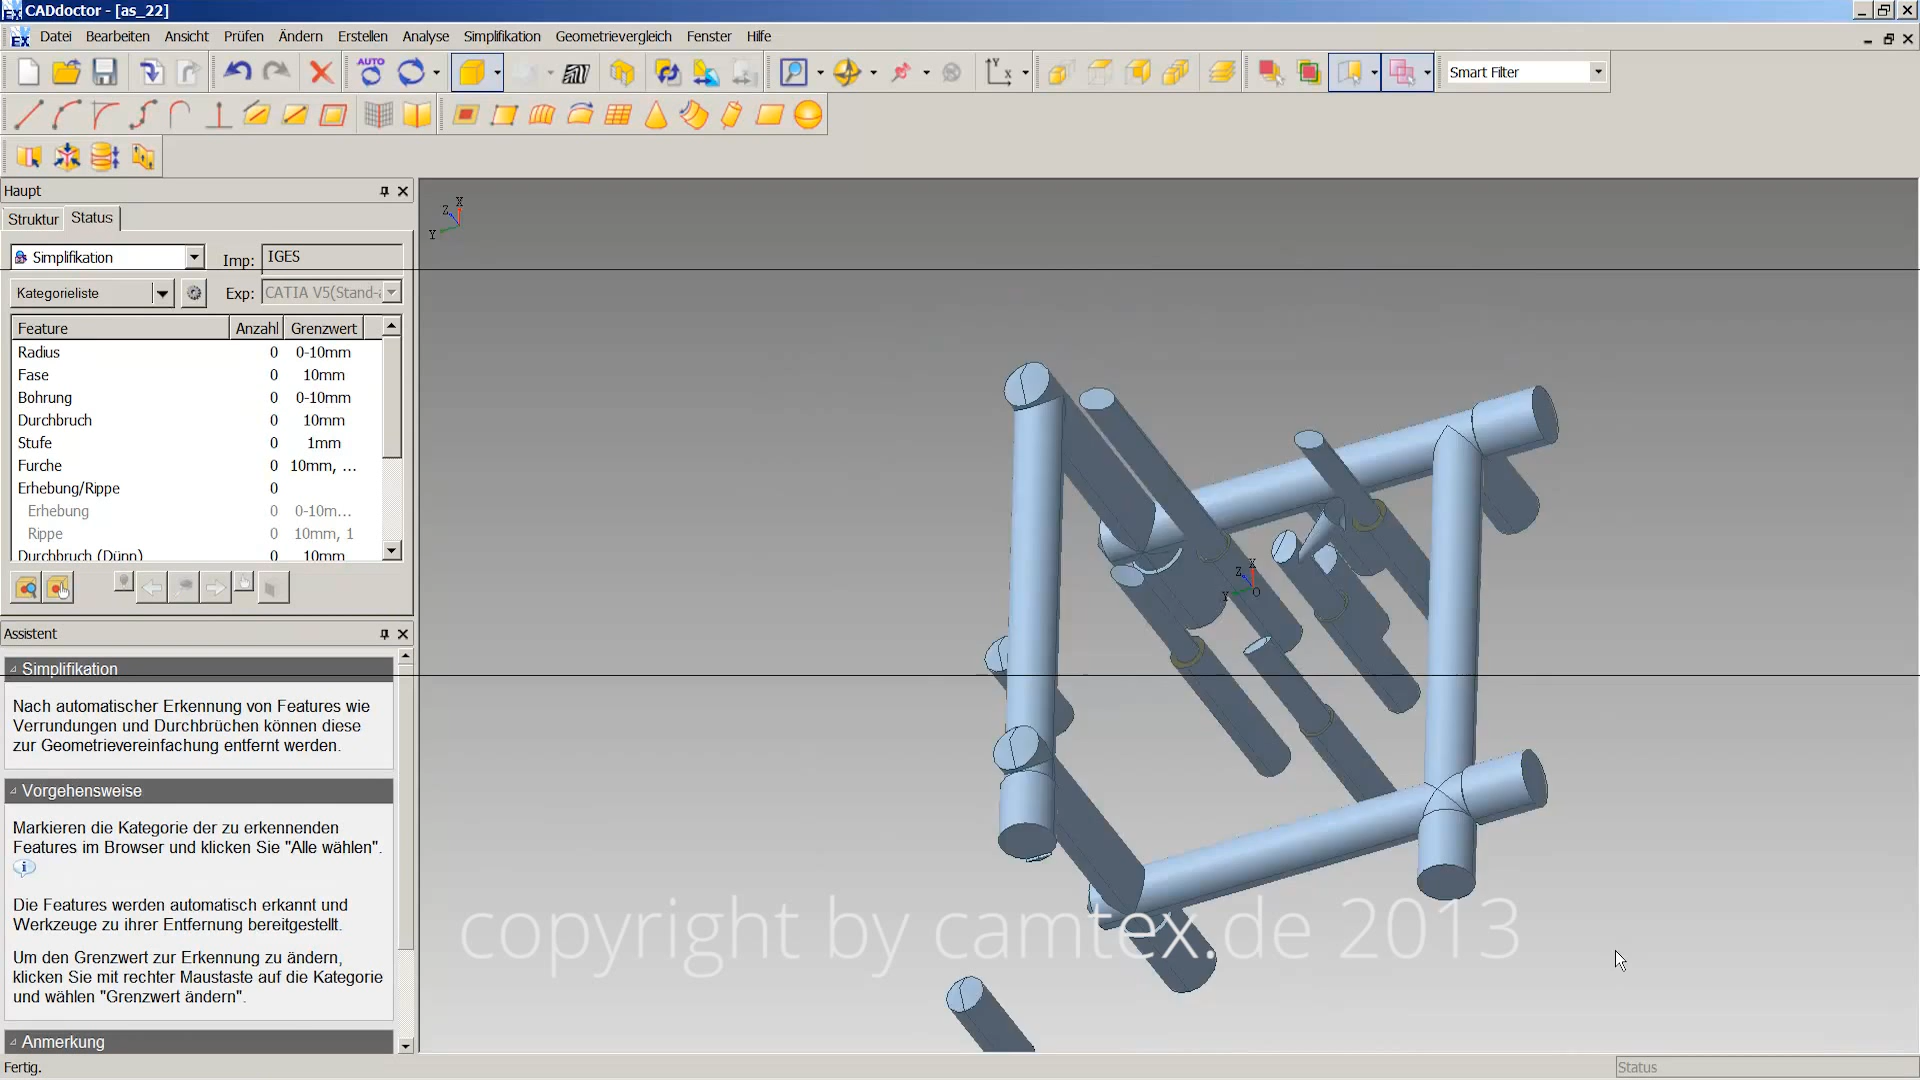 CADdoctor - [as_22]
Datei Bearbeiten Ansicht Prüfen Ändern Erstellen Analyse Simplifikation Geometrievergleich Fenster Hilfe
AUTO
Smart Filter
Haupt
Struktur Status
Simplifikation Imp: IGES
Kategorieliste Exp: CATIA V5(Stand-a
Feature Anzahl Grenzwert
Radius 0 0-10mm
Fase 0 10mm
Bohrung 0 0-10mm
Durchbruch 0 10mm
Stufe 0 1mm
Furche 0 10mm, ...
Erhebung/Rippe 0
Erhebung 0 0-10m...
Rippe 0 10mm, 1
Durchbruch (Dünn) 0 10mm
Assistent
Simplifikation
Nach automatischer Erkennung von Features wie
Verrundungen und Durchbrüchen können diese
zur Geometrievereinfachung entfernt werden.
Vorgehensweise
Markieren die Kategorie der zu erkennenden
Features im Browser und klicken Sie "Alle wählen".
Die Features werden automatisch erkannt und
Werkzeuge zu ihrer Entfernung bereitgestellt.
Um den Grenzwert zur Erkennung zu ändern,
klicken Sie mit rechter Maustaste auf die Kategorie
und wählen "Grenzwert ändern".
Anmerkung
X
Z
Y
X
Z
Y O
copyright by camtex.de 2013
Fertig.
Status